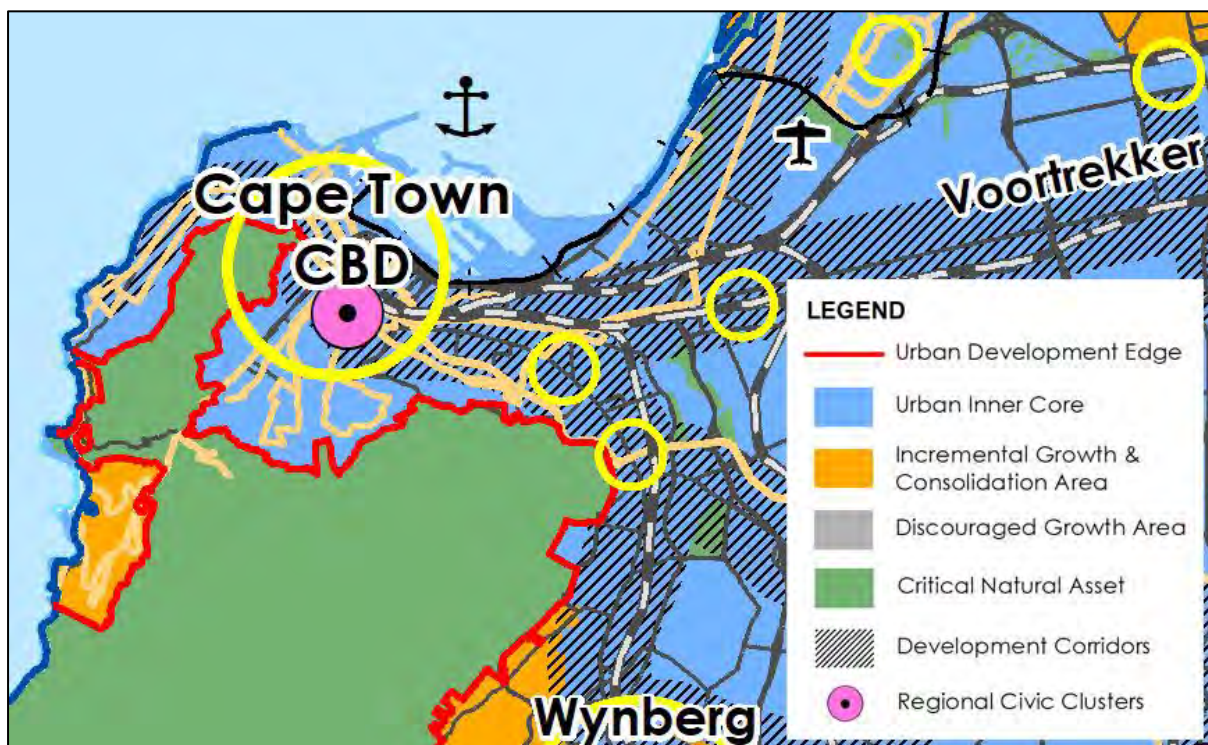 Cape Town
CBD
Voortrekker
Wynberg
LEGEND
Urban Development Edge
Urban Inner Core
Incremental Growth &
Consolidation Area
Discouraged Growth Area
Critical Natural Asset
Development Corridors
Regional Civic Clusters